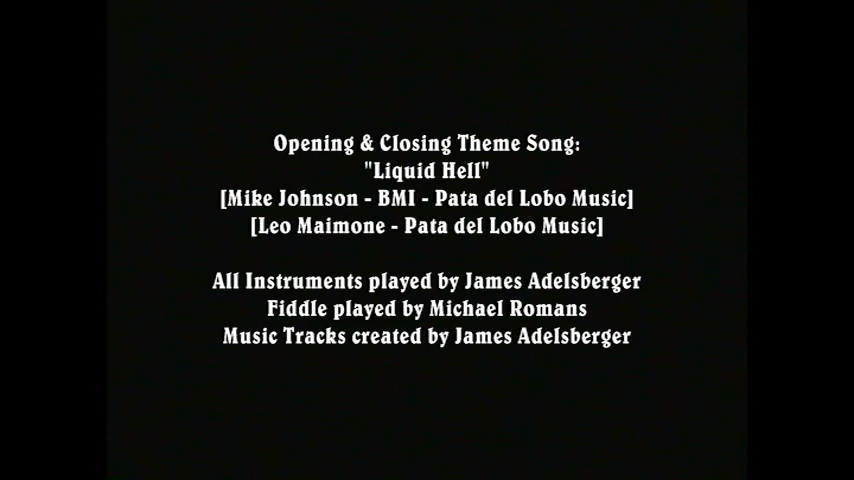 Opening & Closing Theme Song:
"Liquid Hell"
[Mike Johnson - BMI - Pata del Lobo Music]
[Leo Maimone - Pata del Lobo Music]
All Instruments played by James Adelsberger
Fiddle played by Michael Romans
Music Tracks created by James Adelsberger